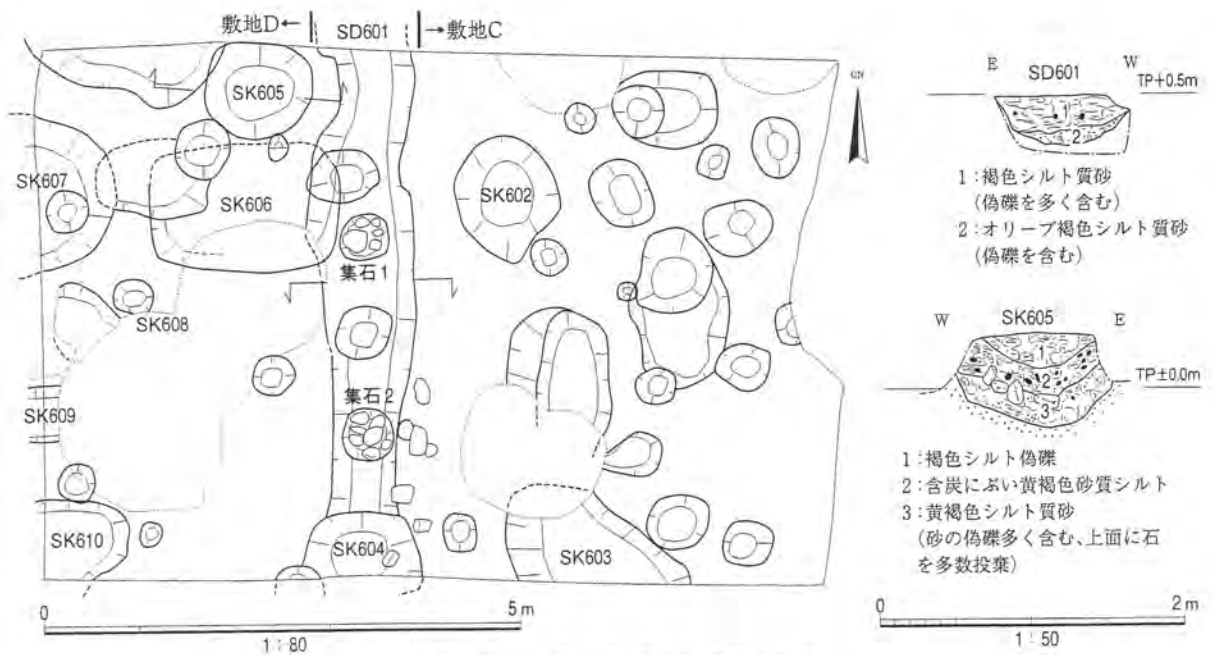 敷地D←
SD601
→敷地C
SK605
GN
SK607
SK606
SK602
集石1
SK608
集石2
SK609
SK610
SK604
SK603
0
5m
1:80
E
SD601
W
TP+0.5m
1
2
1:褐色シルト質砂
(偽礫を多く含む)
2:オリーブ褐色シルト質砂
(偽礫を含む)
W
SK605
E
TP±0.0m
1
2
3
1:褐色シルト偽礫
2:含炭にぶい黄褐色砂質シルト
3:黄褐色シルト質砂
(砂の偽礫多く含む、上面に石
を多数投棄)
0
2m
1:50